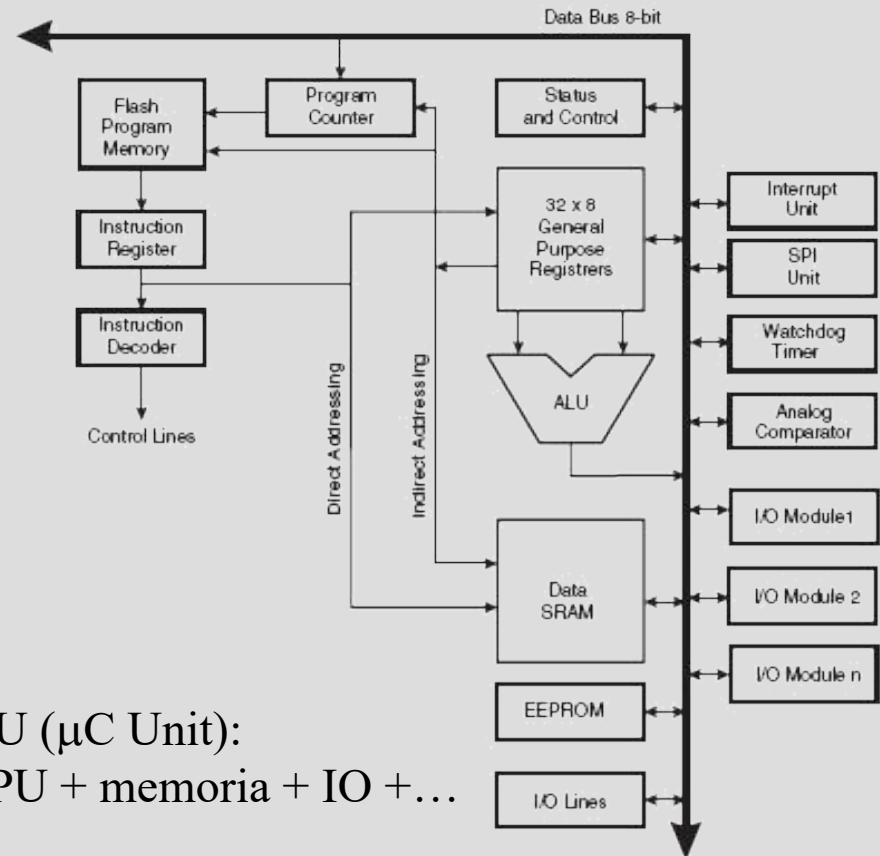 Data Bus 8-bit
Flash
Program
Memory
Program
Counter
Status
and Control
Instruction
Register
32 x 8
General
Purpose
Registrers
Interrupt
Unit
SPI
Unit
Instruction
Decoder
Watchdog
Timer
ALU
Analog
Comparator
Control Lines
Direct Addressing
Indirect Addressing
I/O Module1
Data
SRAM
I/O Module 2
I/O Module n
EEPROM
I/O Lines
U (μC Unit):
PU + memoria + IO +…